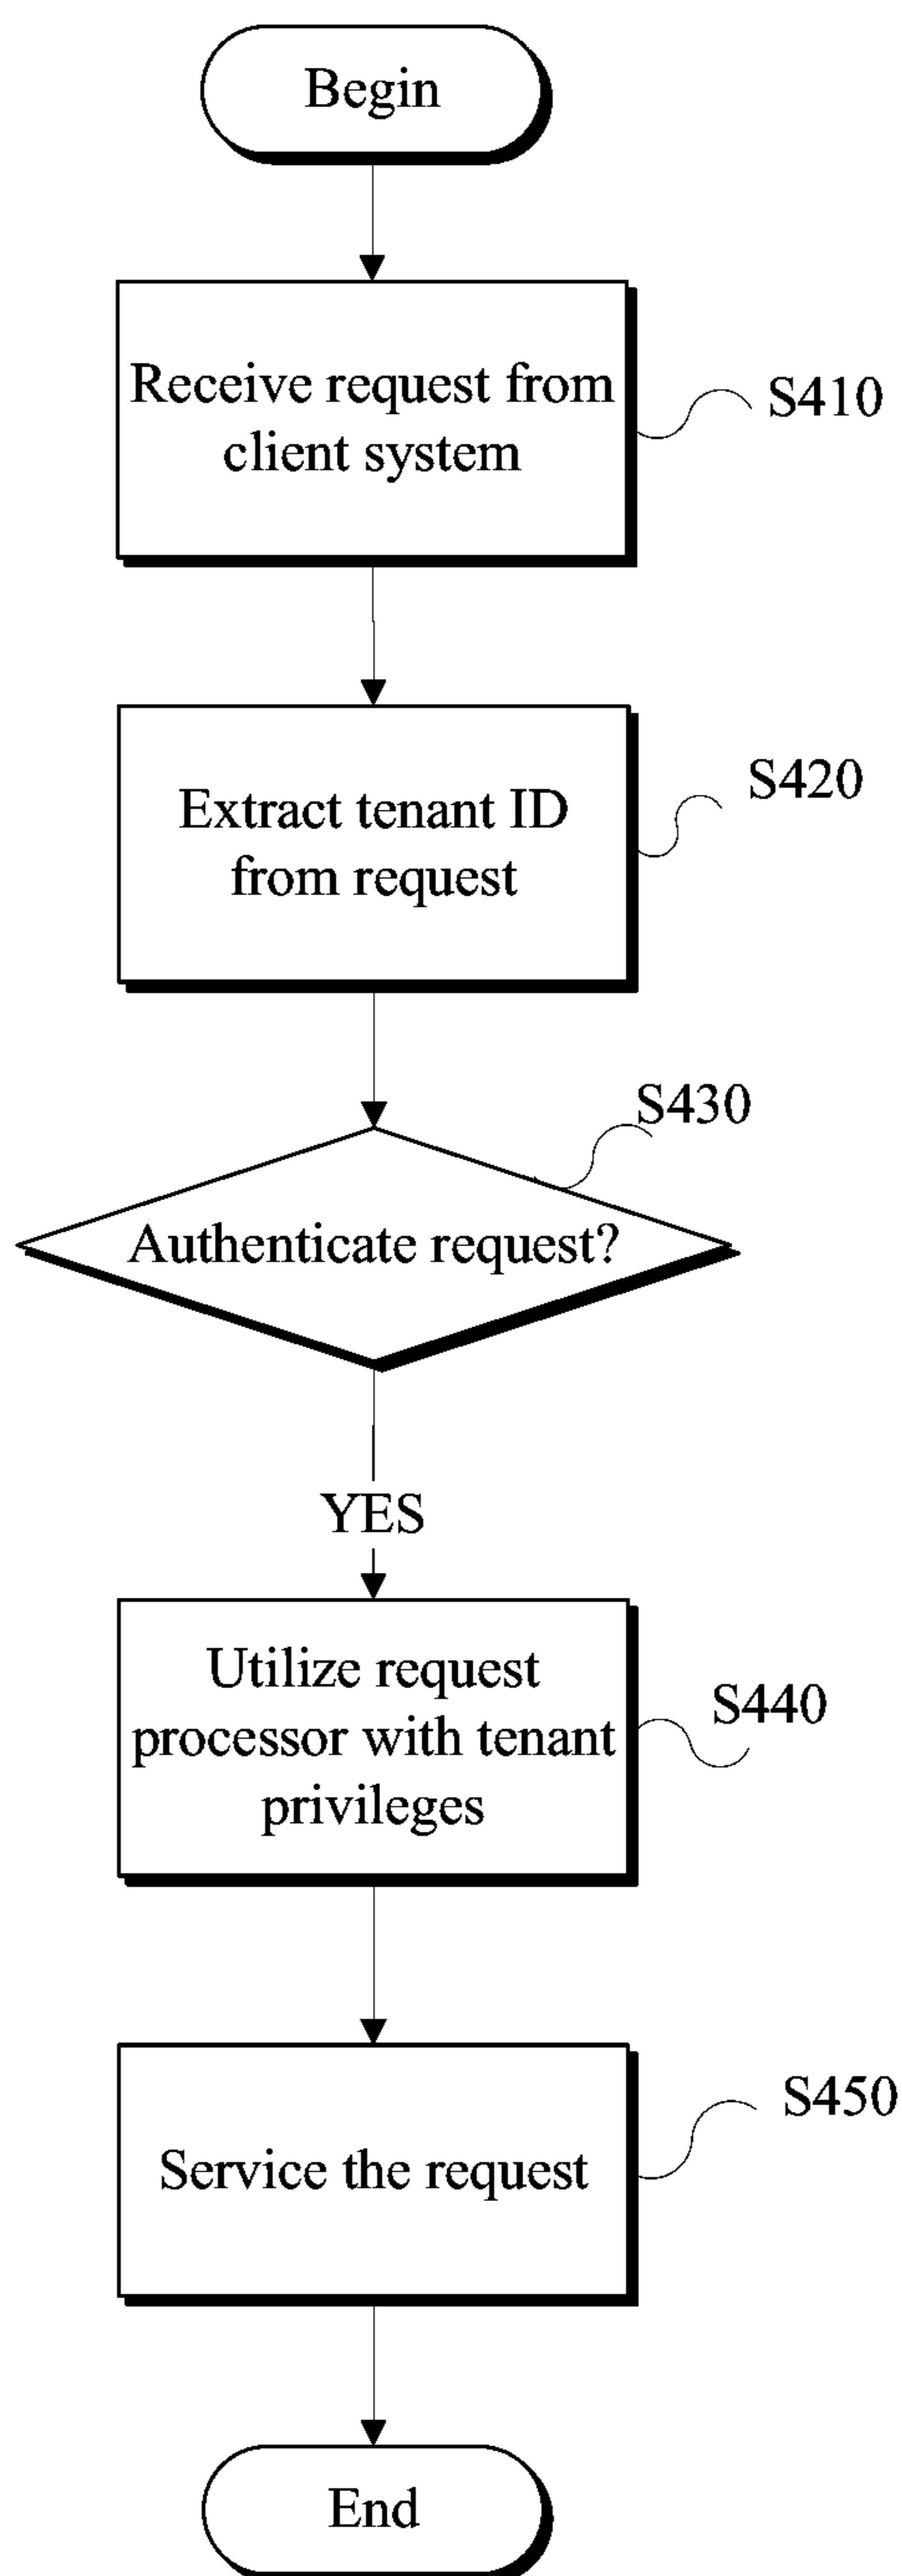 Begin
Receive request from
client system
S410
Extract tenant ID
from request
S420
S430
Authenticate request?
YES
Utilize request
processor with tenant
privileges
S440
Service the request
S450
End